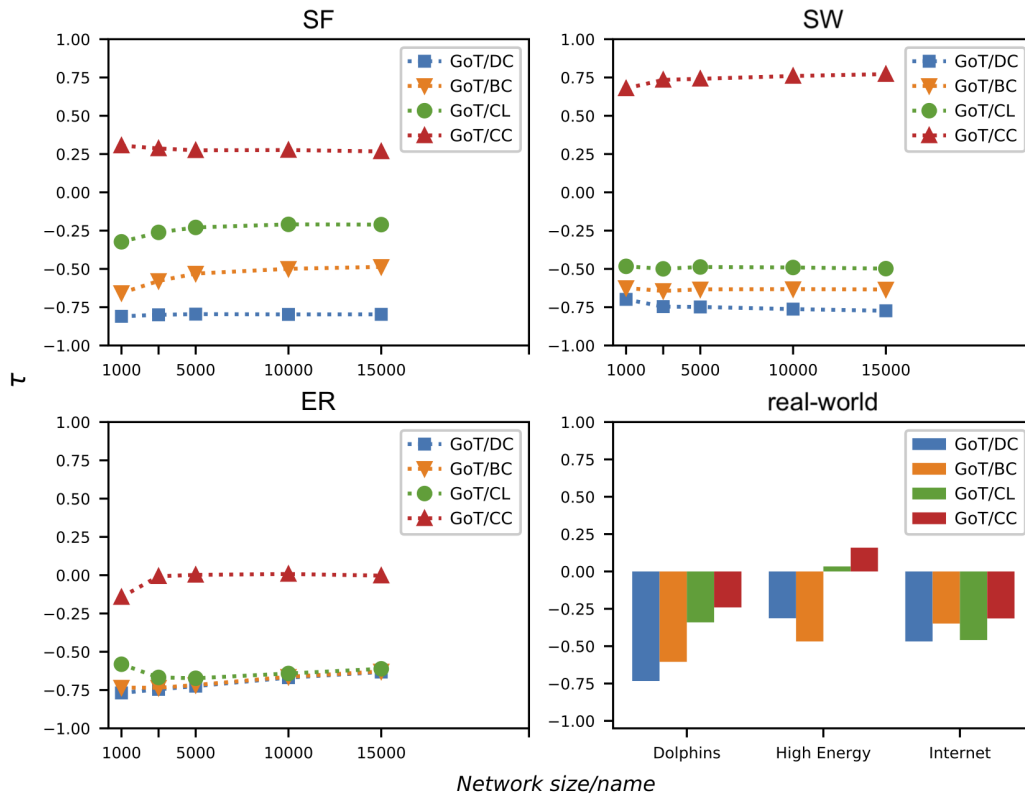 SF
1.00
0.75
0.50
0.25
0.00
−0.25
−0.50
−0.75
−1.00
GoT/DC
GoT/BC
GoT/CL
GoT/CC
1000 5000 10000 15000
SW
1.00
0.75
0.50
0.25
0.00
−0.25
−0.50
−0.75
−1.00
GoT/DC
GoT/BC
GoT/CL
GoT/CC
1000 5000 10000 15000
τ
ER
1.00
0.75
0.50
0.25
0.00
−0.25
−0.50
−0.75
−1.00
GoT/DC
GoT/BC
GoT/CL
GoT/CC
1000 5000 10000 15000
real-world
1.00
0.75
0.50
0.25
0.00
−0.25
−0.50
−0.75
−1.00
GoT/DC
GoT/BC
GoT/CL
GoT/CC
Dolphins High Energy Internet
Network size/name